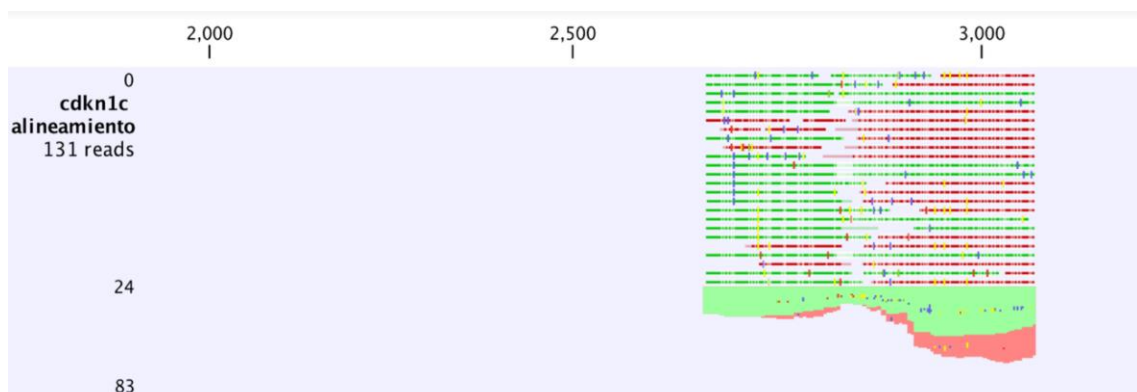 2,000 2,500 3,000
0
cdkn1c
alineamiento
131 reads
24
83